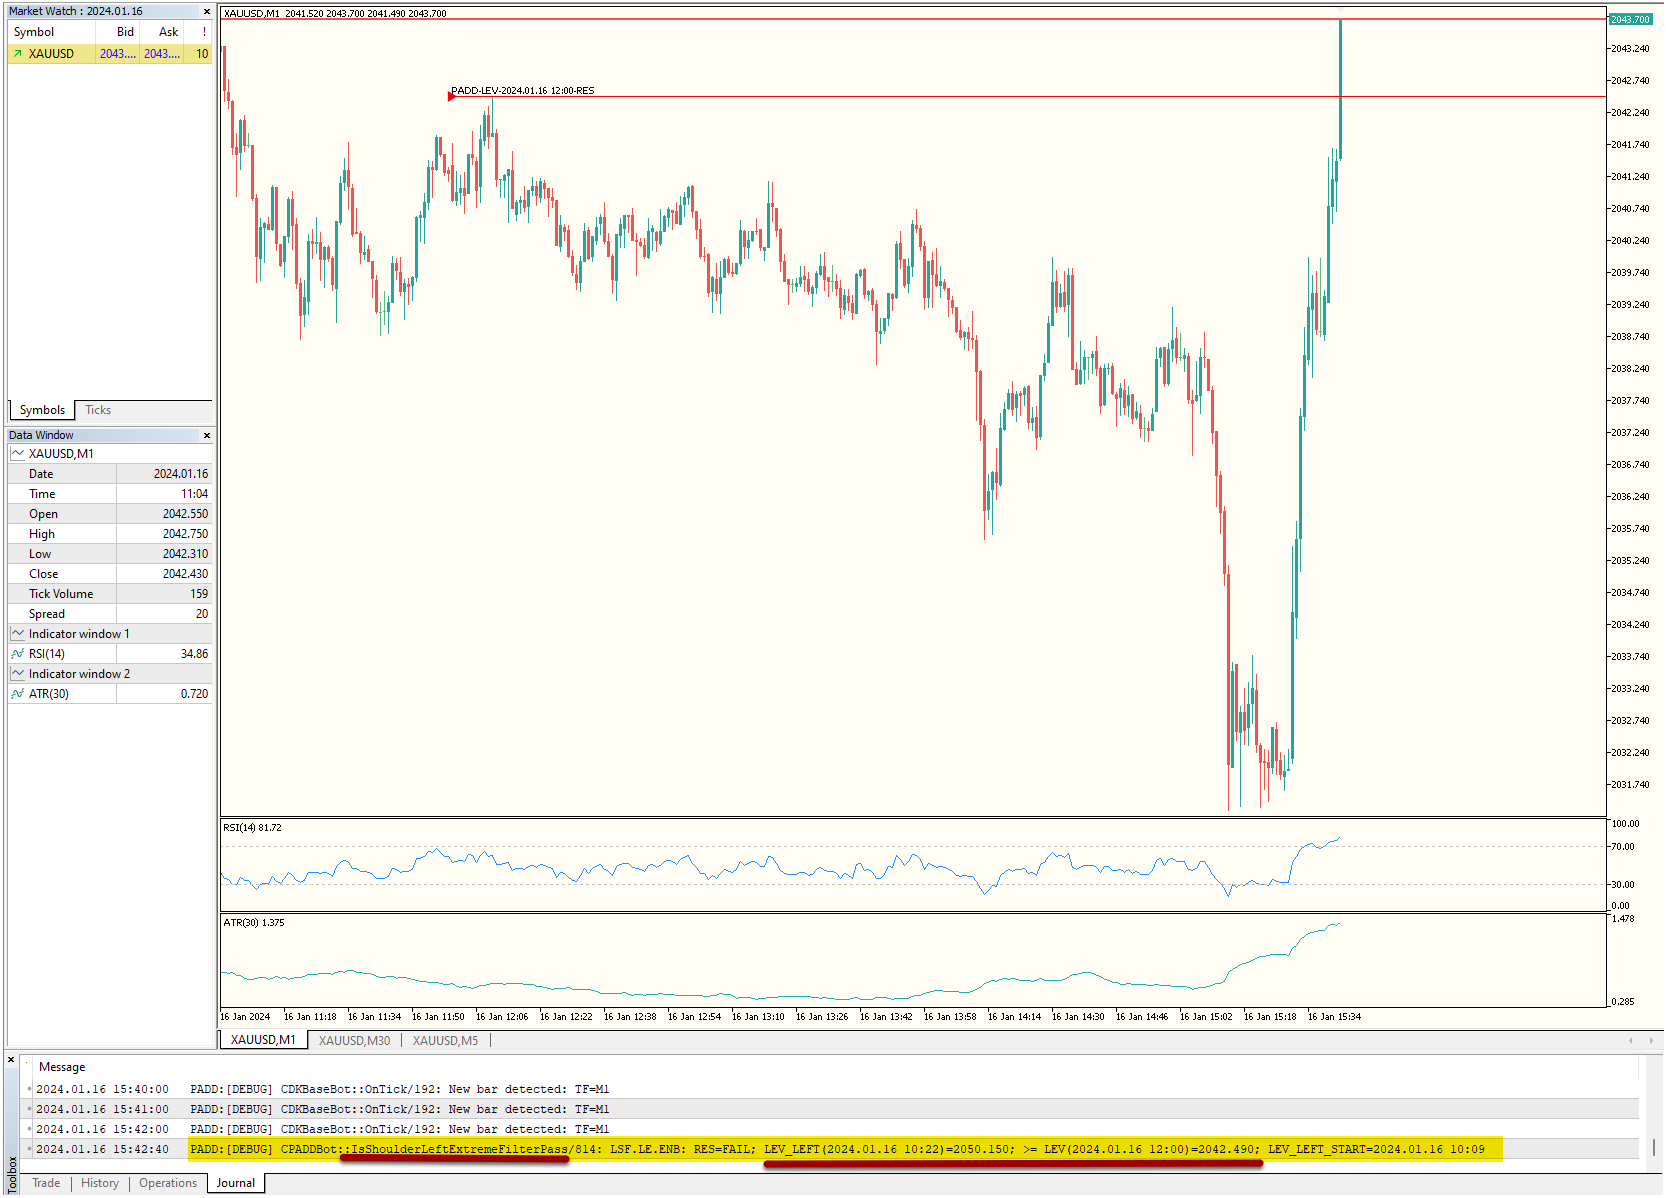 Market Watch : 2024.01.16
Symbol Bid Ask !
XAUUSD 2043.... 2043.... 10
Symbols Ticks
Data Window
XAUUSD,M1
Date 2024.01.16
Time 11:04
Open 2042.550
High 2042.750
Low 2042.310
Close 2042.430
Tick Volume 159
Spread 20
Indicator window 1
RSI(14) 34.86
Indicator window 2
ATR(30) 0.720
XAUUSD,M1 2041.520 2043.700 2041.490 2043.700
PADD-LEV-2024.01.16 12:00-RES
2043.700
2043.240
2042.740
2042.240
2041.740
2041.240
2040.740
2040.240
2039.740
2039.240
2038.740
2038.240
2037.740
2037.240
2036.740
2036.240
2035.740
2035.240
2034.740
2034.240
2033.740
2033.240
2032.740
2032.240
2031.740
RSI(14) 81.72
100.00
70.00
30.00
0.00
ATR(30) 1.375
1.478
0.285
16 Jan 2024 16 Jan 11:18 16 Jan 11:34 16 Jan 11:50 16 Jan 12:06 16 Jan 12:22 16 Jan 12:38 16 Jan 12:54 16 Jan 13:10 16 Jan 13:26 16 Jan 13:42 16 Jan 13:58 16 Jan 14:14 16 Jan 14:30 16 Jan 14:46 16 Jan 15:02 16 Jan 15:18 16 Jan 15:34
XAUUSD,M1 XAUUSD,M30 XAUUSD,M5
Message
2024.01.16 15:40:00 PADD:[DEBUG] CDKBaseBot::OnTick/192: New bar detected: TF=M1
2024.01.16 15:41:00 PADD:[DEBUG] CDKBaseBot::OnTick/192: New bar detected: TF=M1
2024.01.16 15:42:00 PADD:[DEBUG] CDKBaseBot::OnTick/192: New bar detected: TF=M1
2024.01.16 15:42:40 PADD:[DEBUG] CPADDBot::IsShoulderLeftExtremeFilterPass/814: LSF.LE.ENB: RES=FAIL; LEV_LEFT(2024.01.16 10:22)=2050.150; >= LEV(2024.01.16 12:00)=2042.490; LEV_LEFT_START=2024.01.16 10:09
Toolbox
Trade History Operations Journal